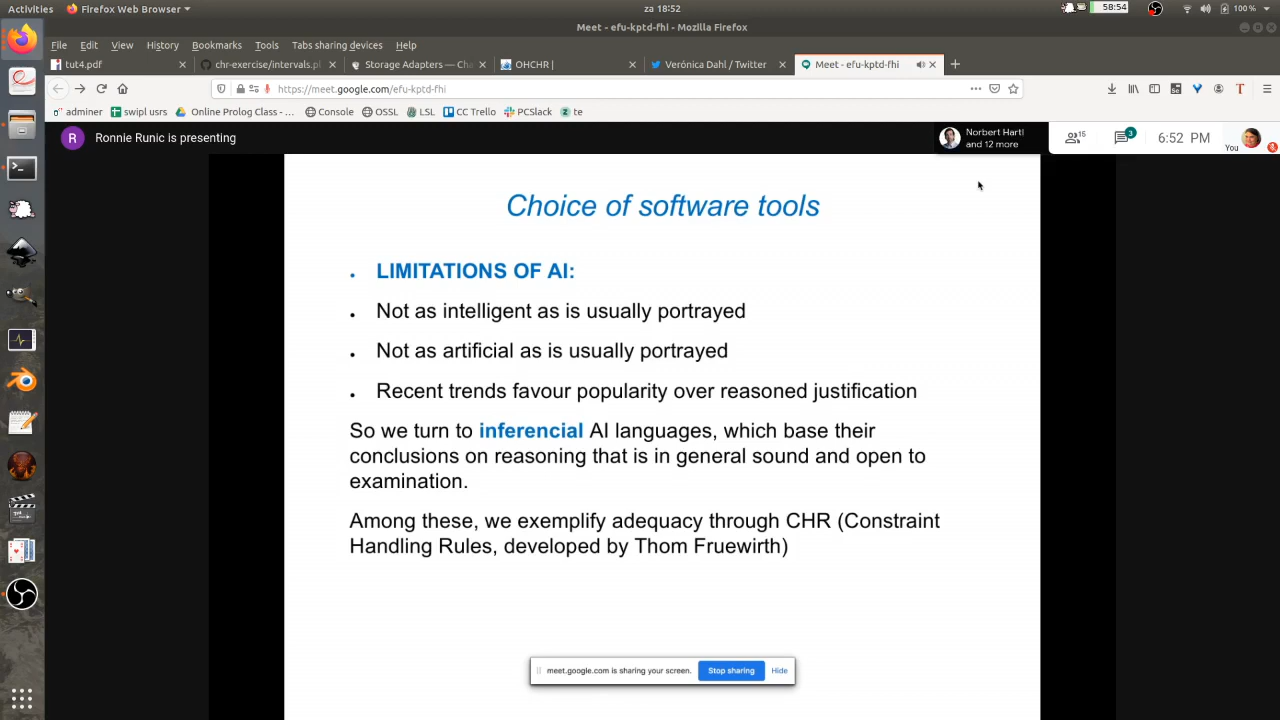 Activities Firefox Web Browser za 18:52 58:54 100 %
Meet - efu-kptd-fhi - Mozilla Firefox
File Edit View History Bookmarks Tools Tabs sharing devices Help
tut4.pdf chr-exercise/intervals.pl Storage Adapters — Cha OHCHR | Verónica Dahl / Twitter Meet - efu-kptd-fhi
https://meet.google.com/efu-kptd-fhi
adminer swipl usrs Online Prolog Class -… Console OSSL LSL CC Trello PCSlack te
R Ronnie Runic is presenting
Norbert Hartl
and 12 more
15 3 6:52 PM You
Choice of software tools
• LIMITATIONS OF AI:
• Not as intelligent as is usually portrayed
• Not as artificial as is usually portrayed
• Recent trends favour popularity over reasoned justification
So we turn to inferencial AI languages, which base their
conclusions on reasoning that is in general sound and open to
examination.
Among these, we exemplify adequacy through CHR (Constraint
Handling Rules, developed by Thom Fruewirth)
meet.google.com is sharing your screen. Stop sharing Hide